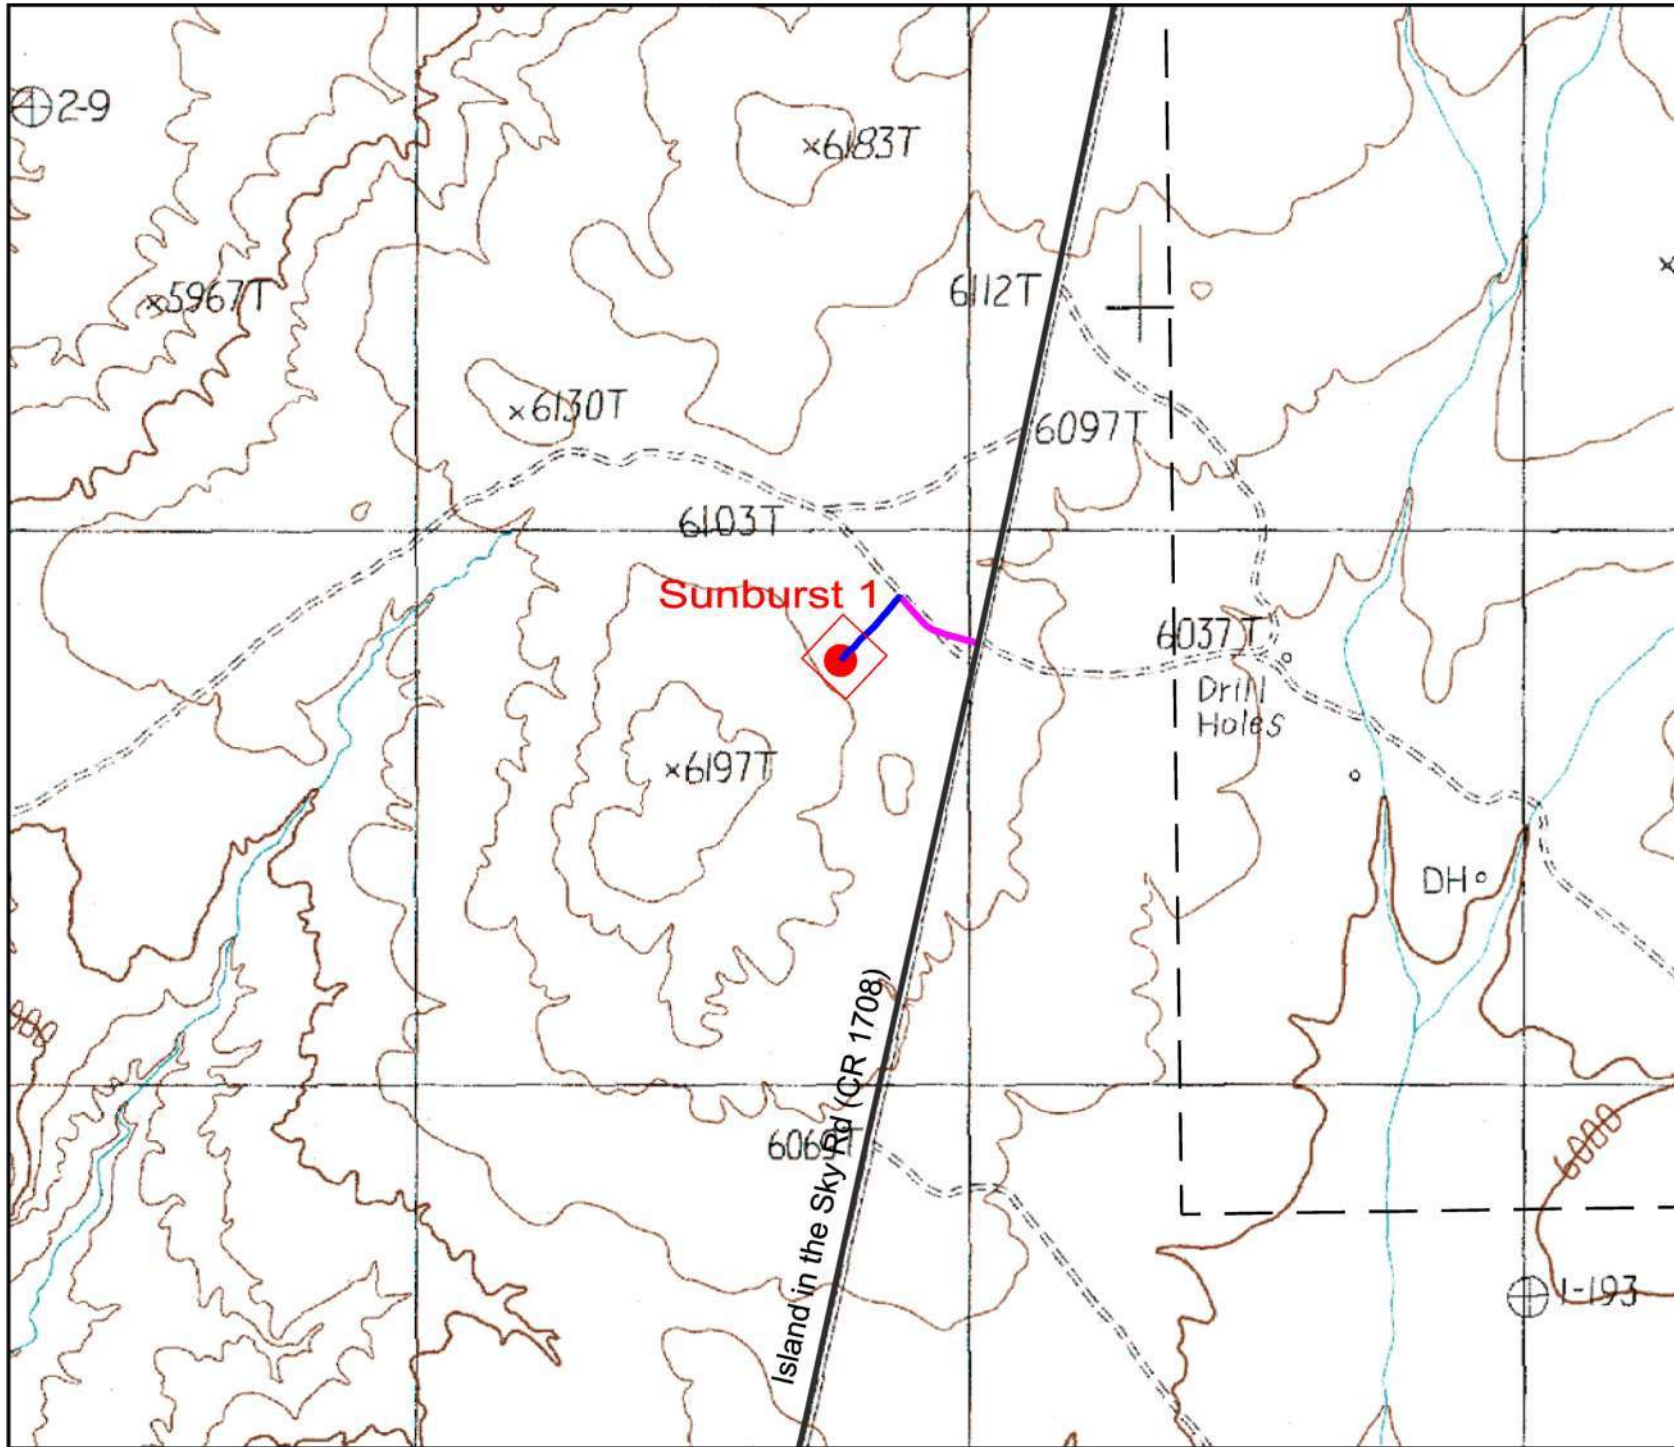 2-9
×6183T
×5967T
6112T
×6130T
6097T
6103T
Sunburst 1
6037T
Drill
Holes
×6197T
DH
Island in the Sky Rd (CR 1708)
6000
1-193